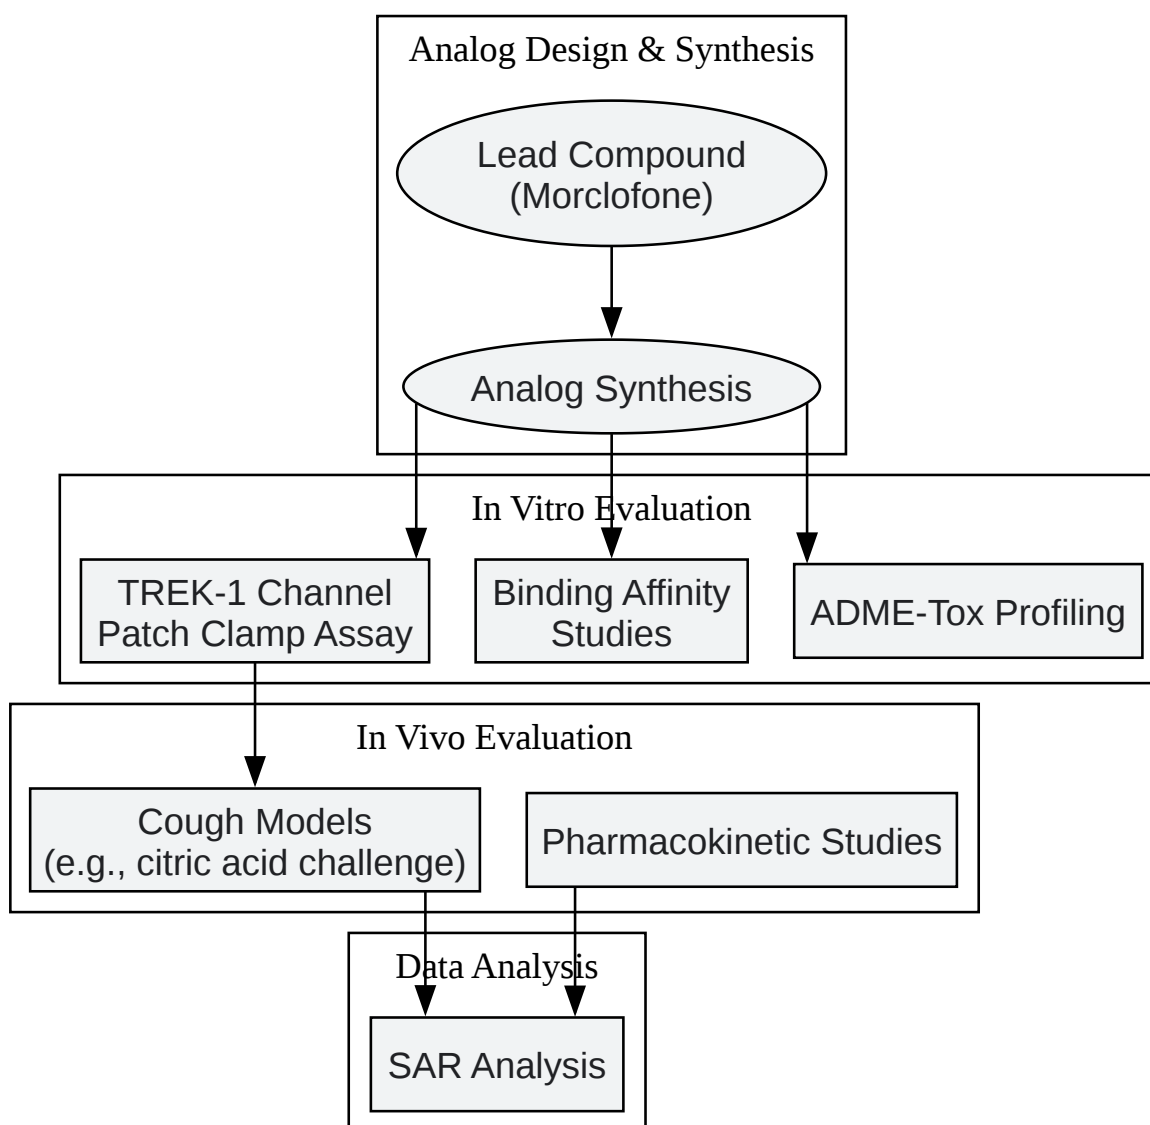 Analog Design & Synthesis
Lead Compound
(Morclofone)
Analog Synthesis
In Vitro Evaluation
TREK-1 Channel
Patch Clamp Assay
Binding Affinity
Studies
ADME-Tox Profiling
In Vivo Evaluation
Cough Models
(e.g., citric acid challenge)
Pharmacokinetic Studies
Data Analysis
SAR Analysis